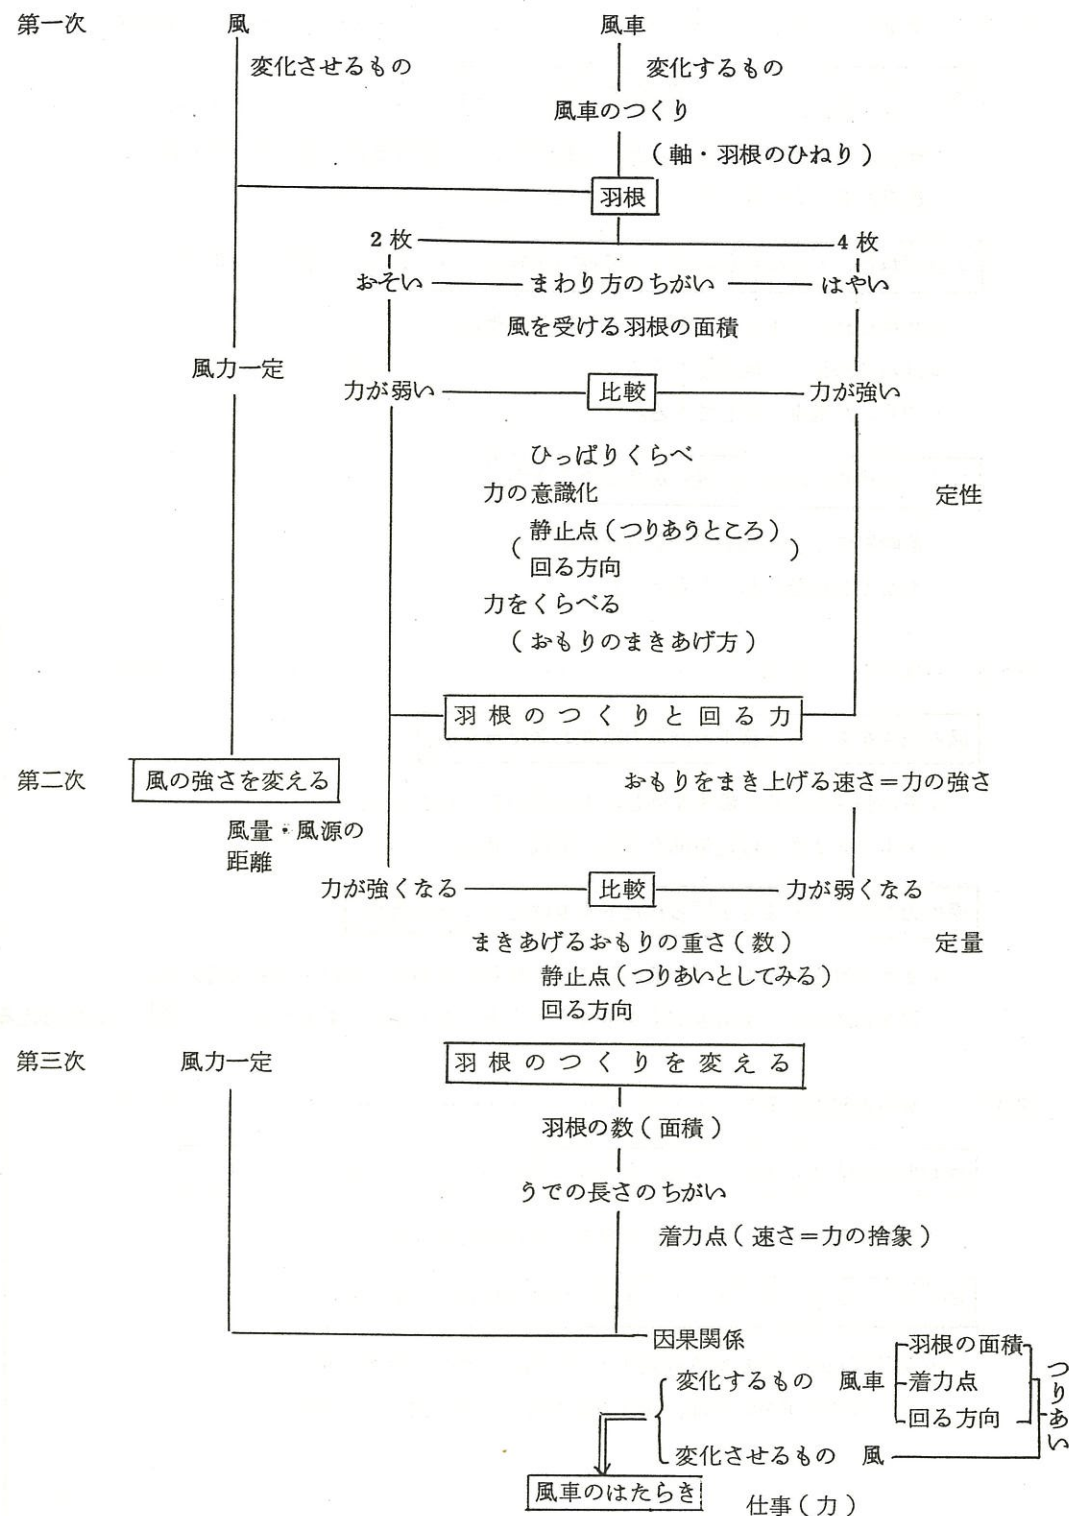 第一次 風 風車
変化させるもの 変化するもの
風車のつくり
（軸・羽根のひねり）
羽根
2枚 4枚
おそい まわり方のちがい はやい
風を受ける羽根の面積
風力一定
力が弱い 比較 力が強い
ひっぱりくらべ
力の意識化 定性
静止点（つりあうところ）
回る方向
力をくらべる
（おもりのまきあげ方）
羽根のつくりと回る力
第二次 風の強さを変える おもりをまき上げる速さ＝力の強さ
風量・風源の
距離
力が強くなる 比較 力が弱くなる
まきあげるおもりの重さ（数） 定量
静止点（つりあいとしてみる）
回る方向
第三次 風力一定 羽根のつくりを変える
羽根の数（面積）
うでの長さのちがい
着力点（速さ＝力の捨象）
因果関係
羽根の面積
変化するもの 風車 着力点
回る方向
つりあい
変化させるもの 風
風車のはたらき
仕事（力）